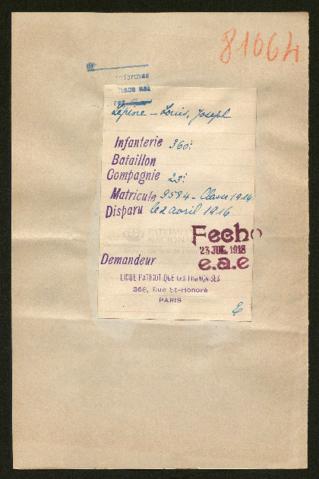 81064
Lepine - Louis, Joseph
Infanterie 360e
Bataillon
Compagnie 23e
Matricule 9594 - Classe 1914
Disparu le 2 avril 1916
Fecho
23 JUIL 1918
e.a.e
Demandeur
LIGUE PATRIOTIQUE des FRANÇAISES
368, Rue St-Honoré
PARIS